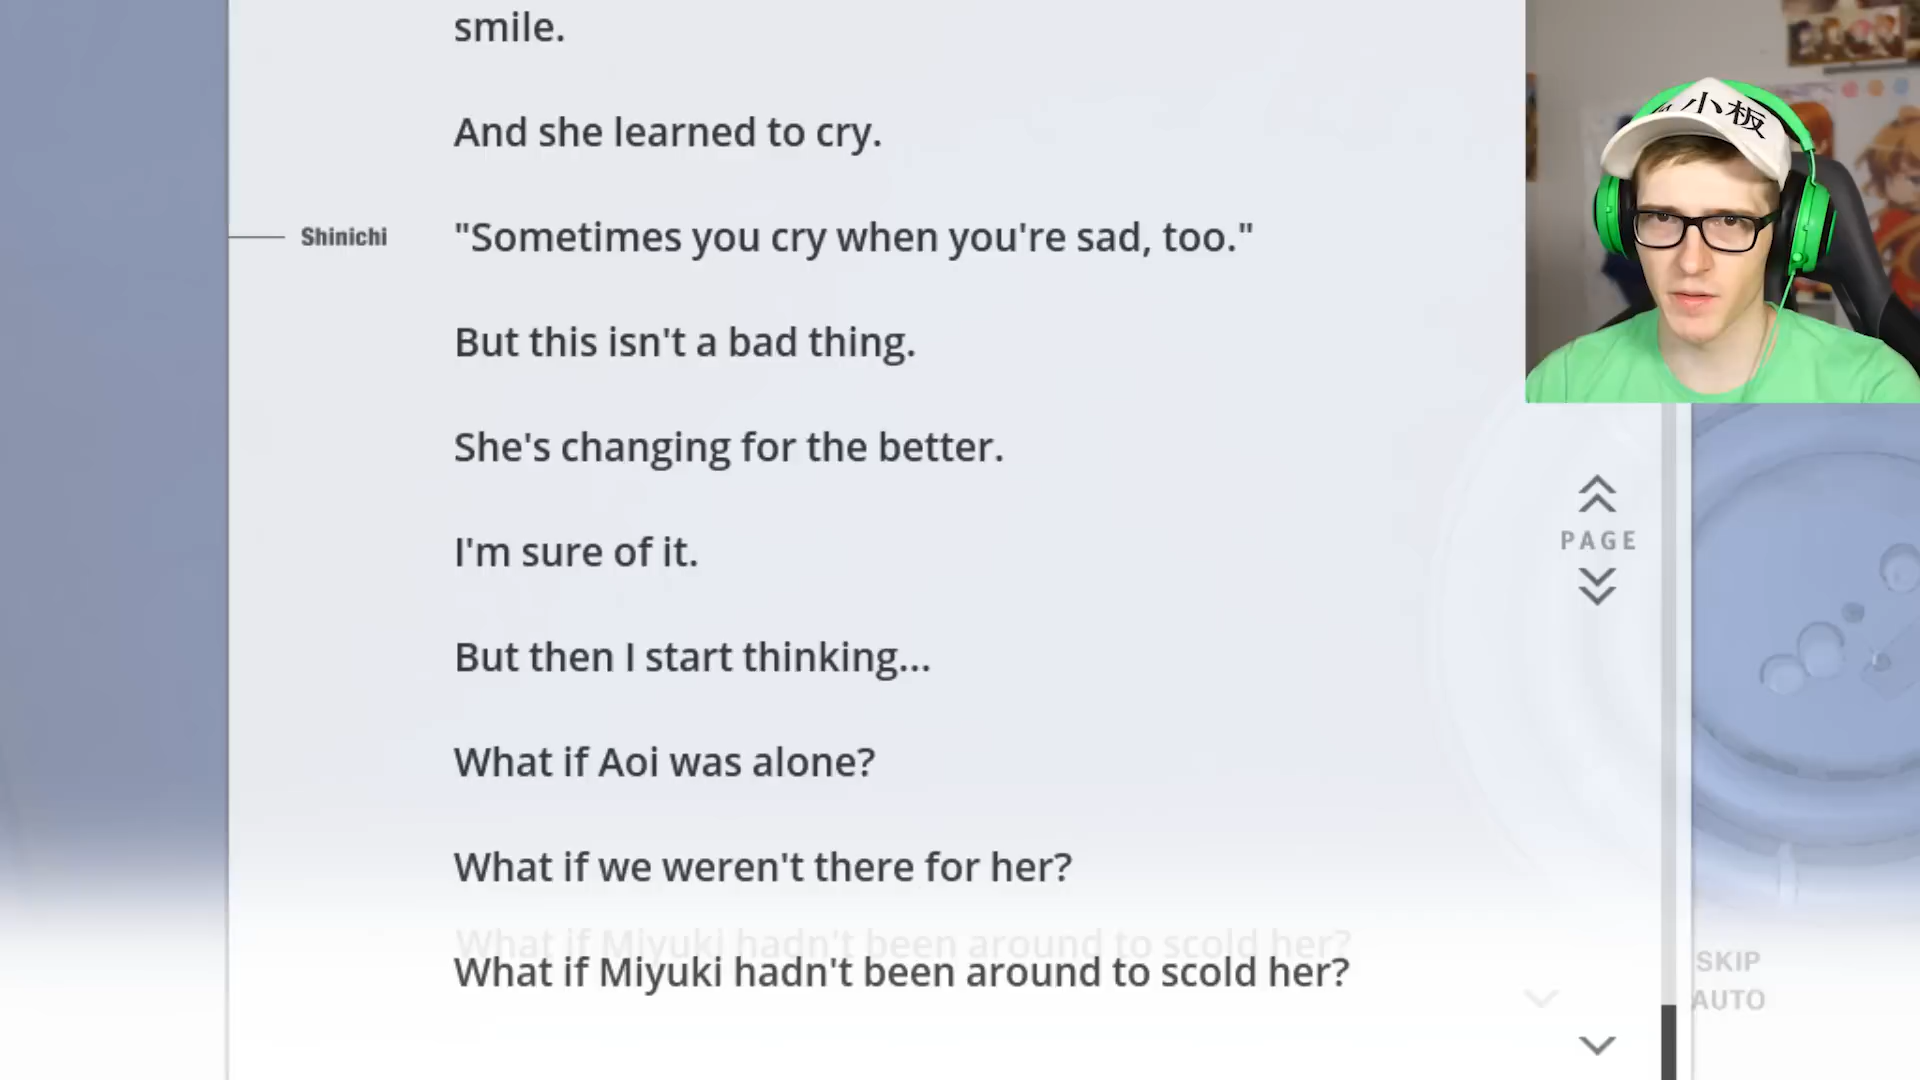 smile.
And she learned to cry.
小板
Shinichi "Sometimes you cry when you're sad, too."
But this isn't a bad thing.
She's changing for the better.
I'm sure of it.
PAGE
But then I start thinking...
What if Aoi was alone?
What if we weren't there for her?
What if Miyuki hadn't been around to scold her?
What if Miyuki hadn't been around to scold her?
SKIP
AUTO